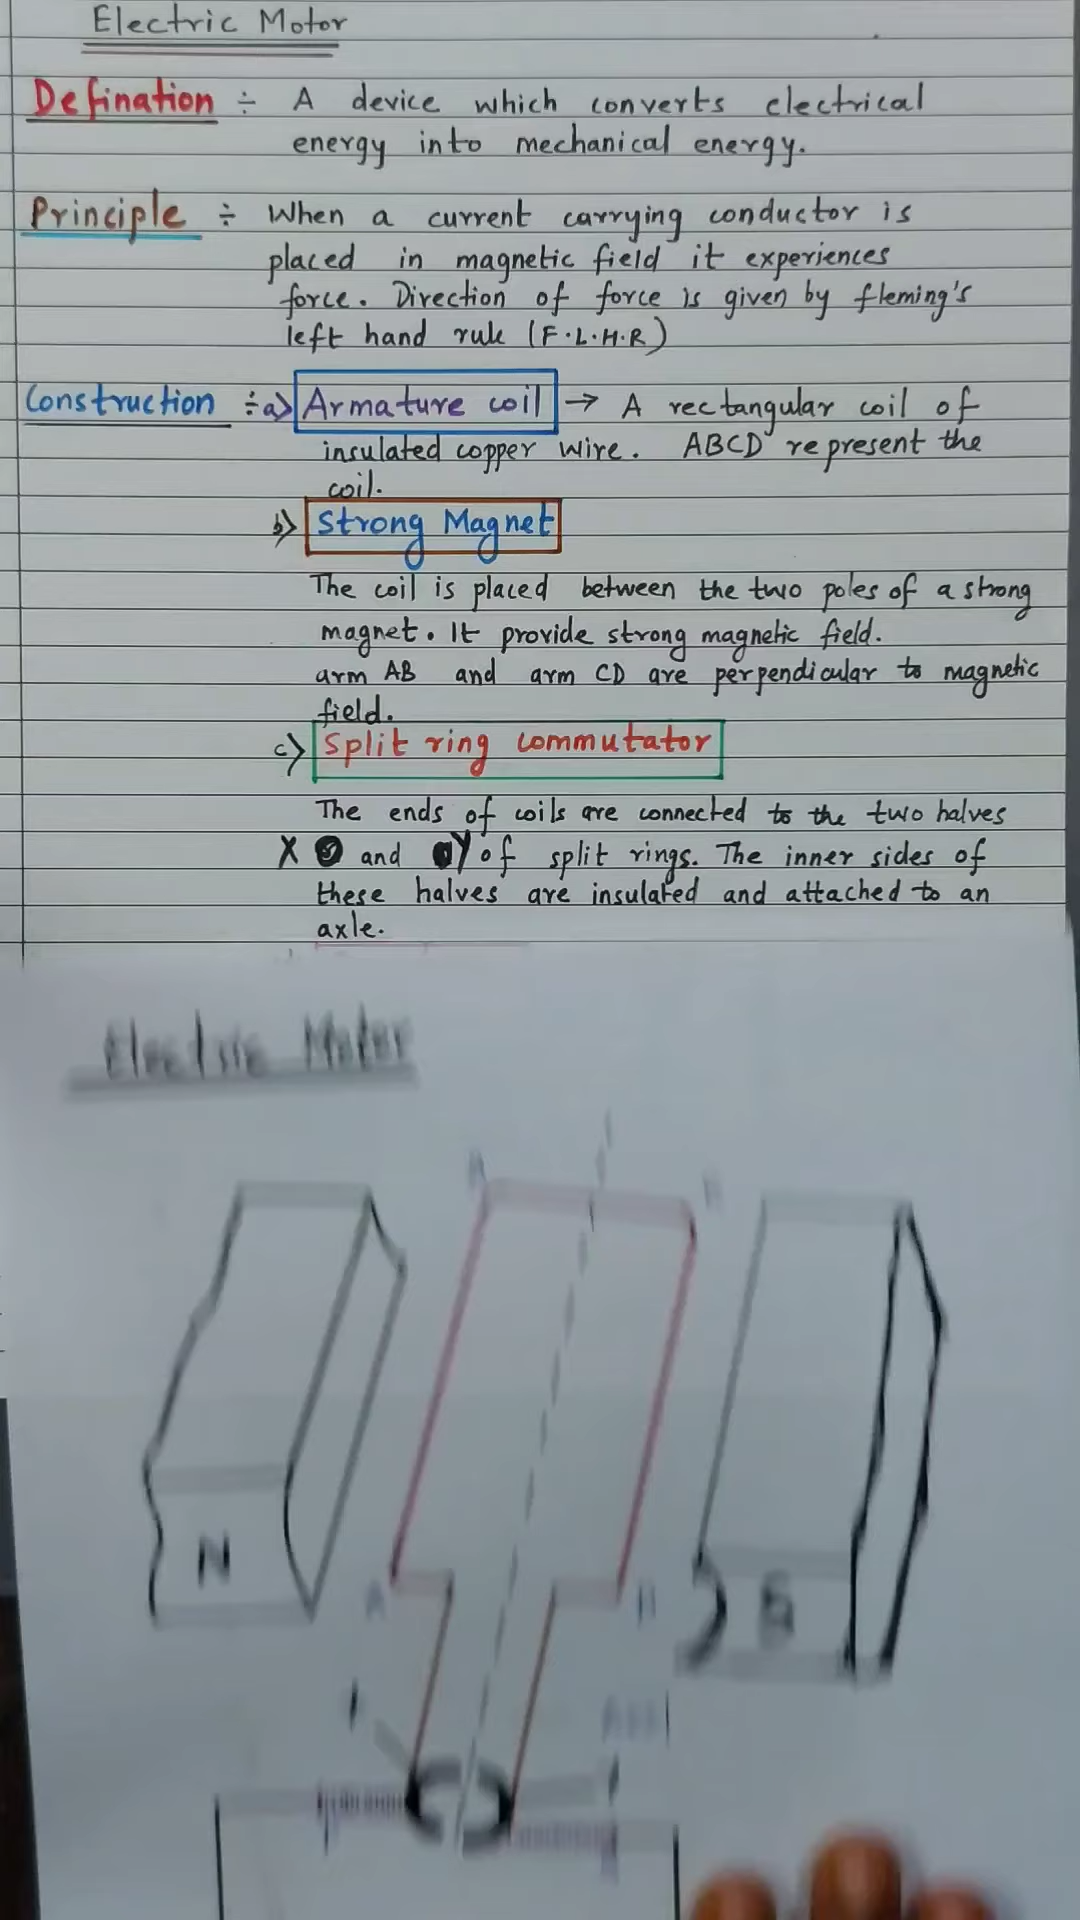 Electric Motor
Defination ÷ A device which converts electrical
energy into mechanical energy.
Principle ÷ When a current carrying conductor is
placed in magnetic field it experiences
force. Direction of force is given by fleming's
left hand rule (F.L.H.R)
Construction ÷ a) Armature coil → A rectangular coil of
insulated copper wire. ABCD represent the
coil.
b) Strong Magnet
The coil is placed between the two poles of a strong
magnet. It provide strong magnetic field.
arm AB and arm CD are perpendicular to magnetic
field.
c) Split ring commutator
The ends of coils are connected to the two halves
X and Y of split rings. The inner sides of
these halves are insulated and attached to an
axle.
Electric Motor
N